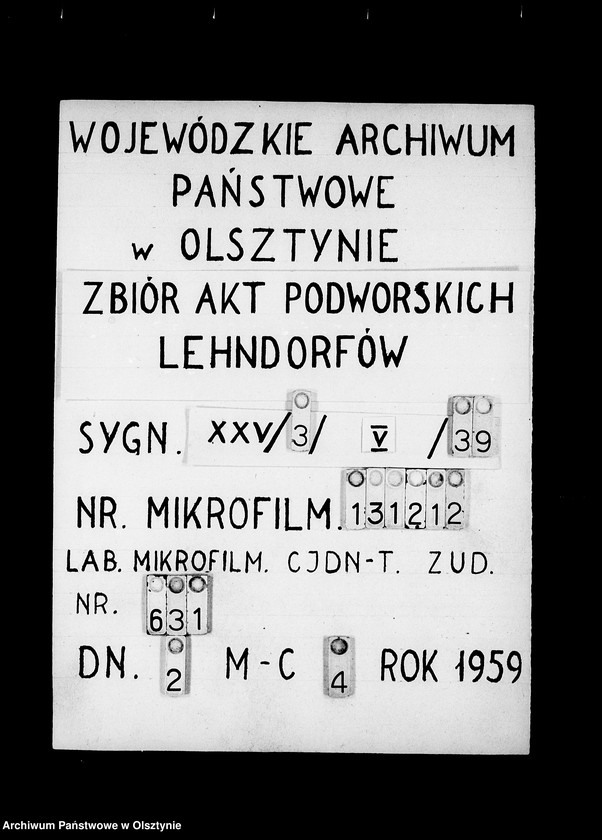 WOJEWÓDZKIE ARCHIWUM
PAŃSTWOWE
w OLSZTYNIE
ZBIÓR AKT PODWORSKICH
LEHNDORFÓW
SYGN. XXV/3/ V /39
NR. MIKROFILM. 131212
LAB. MIKROFILM. CJDN-T. ZUD.
NR. 631
DN. 2 M-C 4 ROK 1959
Archiwum Państwowe w Olsztynie